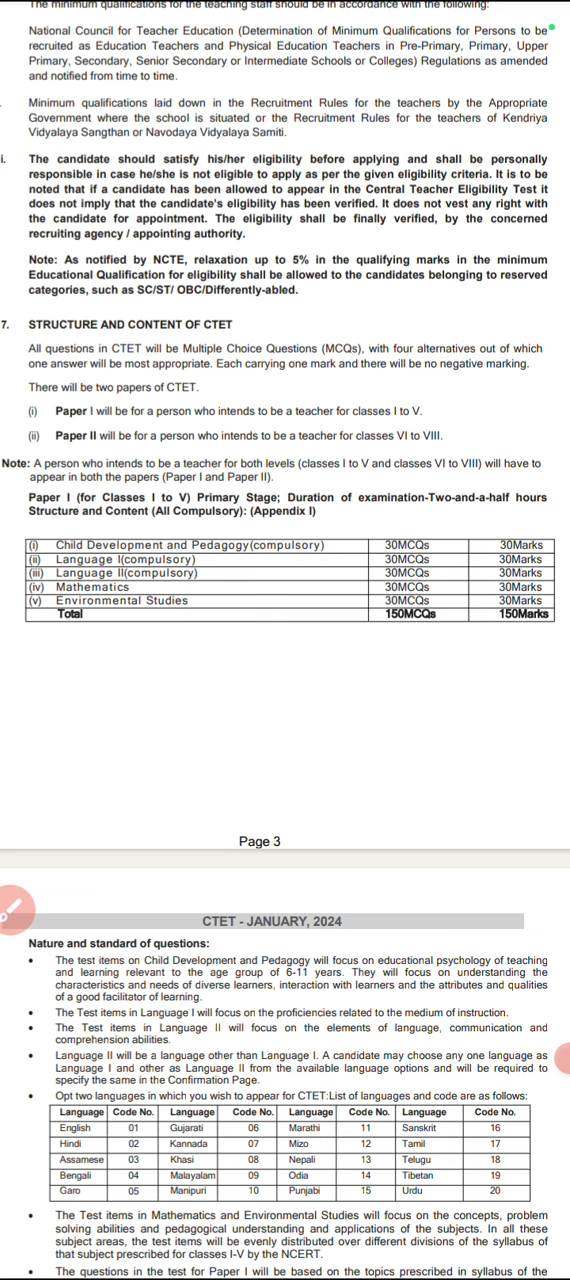 The minimum qualifications for the teaching staff should be in accordance with the following:
National Council for Teacher Education (Determination of Minimum Qualifications for Persons to be
recruited as Education Teachers and Physical Education Teachers in Pre-Primary, Primary, Upper
Primary, Secondary, Senior Secondary or Intermediate Schools or Colleges) Regulations as amended
and notified from time to time.
Minimum qualifications laid down in the Recruitment Rules for the teachers by the Appropriate
Government where the school is situated or the Recruitment Rules for the teachers of Kendriya
Vidyalaya Sangthan or Navodaya Vidyalaya Samiti.
i. The candidate should satisfy his/her eligibility before applying and shall be personally
responsible in case he/she is not eligible to apply as per the given eligibility criteria. It is to be
noted that if a candidate has been allowed to appear in the Central Teacher Eligibility Test it
does not imply that the candidate's eligibility has been verified. It does not vest any right with
the candidate for appointment. The eligibility shall be finally verified, by the concerned
recruiting agency / appointing authority.
Note: As notified by NCTE, relaxation up to 5% in the qualifying marks in the minimum
Educational Qualification for eligibility shall be allowed to the candidates belonging to reserved
categories, such as SC/ST/ OBC/Differently-abled.
7. STRUCTURE AND CONTENT OF CTET
All questions in CTET will be Multiple Choice Questions (MCQs), with four alternatives out of which
one answer will be most appropriate. Each carrying one mark and there will be no negative marking.
There will be two papers of CTET.
(i) Paper I will be for a person who intends to be a teacher for classes I to V.
(ii) Paper II will be for a person who intends to be a teacher for classes VI to VIII.
Note: A person who intends to be a teacher for both levels (classes I to V and classes VI to VIII) will have to
appear in both the papers (Paper I and Paper II).
Paper I (for Classes I to V) Primary Stage; Duration of examination-Two-and-a-half hours
Structure and Content (All Compulsory): (Appendix I)
(i) Child Development and Pedagogy(compulsory) 30MCQs 30Marks
(ii) Language I(compulsory) 30MCQs 30Marks
(iii) Language II(compulsory) 30MCQs 30Marks
(iv) Mathematics 30MCQs 30Marks
(v) Environmental Studies 30MCQs 30Marks
Total 150MCQs 150Marks
Page 3
CTET - JANUARY, 2024
Nature and standard of questions:
• The test items on Child Development and Pedagogy will focus on educational psychology of teaching
and learning relevant to the age group of 6-11 years. They will focus on understanding the
characteristics and needs of diverse learners, interaction with learners and the attributes and qualities
of a good facilitator of learning.
• The Test items in Language I will focus on the proficiencies related to the medium of instruction.
• The Test items in Language II will focus on the elements of language, communication and
comprehension abilities.
• Language II will be a language other than Language I. A candidate may choose any one language as
Language I and other as Language II from the available language options and will be required to
specify the same in the Confirmation Page.
• Opt two languages in which you wish to appear for CTET:List of languages and code are as follows:
Language Code No. Language Code No. Language Code No. Language Code No.
English 01 Gujarati 06 Marathi 11 Sanskrit 16
Hindi 02 Kannada 07 Mizo 12 Tamil 17
Assamese 03 Khasi 08 Nepali 13 Telugu 18
Bengali 04 Malayalam 09 Odia 14 Tibetan 19
Garo 05 Manipuri 10 Punjabi 15 Urdu 20
• The Test items in Mathematics and Environmental Studies will focus on the concepts, problem
solving abilities and pedagogical understanding and applications of the subjects. In all these
subject areas, the test items will be evenly distributed over different divisions of the syllabus of
that subject prescribed for classes I-V by the NCERT.
• The questions in the test for Paper I will be based on the topics prescribed in syllabus of the